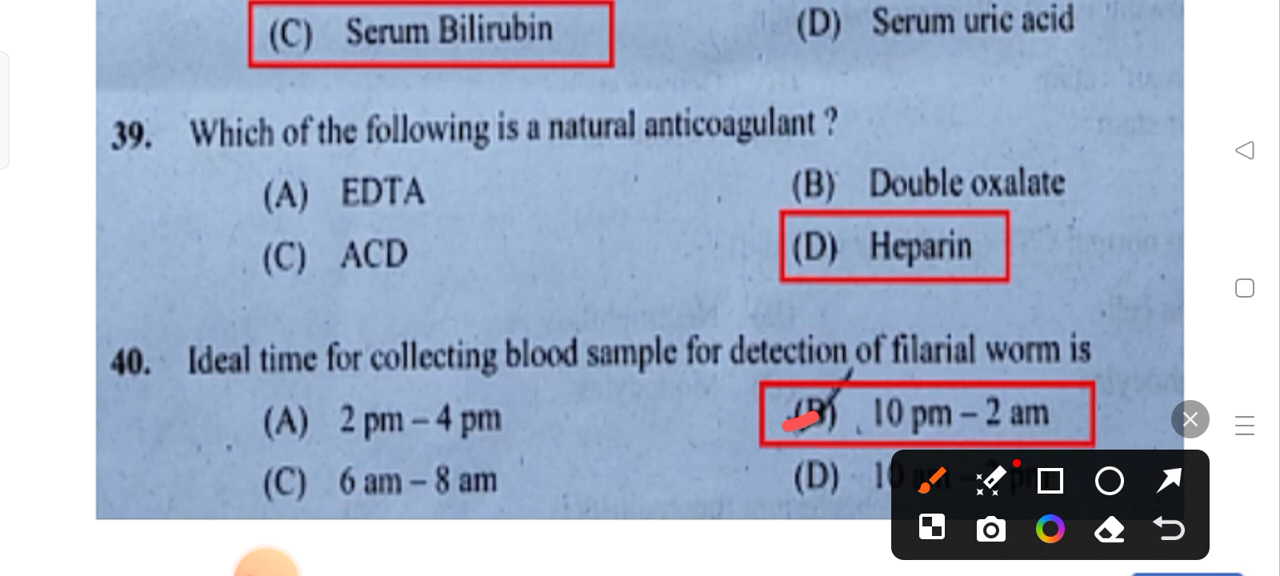 (C) Serum Bilirubin (D) Serum uric acid
39. Which of the following is a natural anticoagulant ?
(A) EDTA (B) Double oxalate
(C) ACD (D) Heparin
40. Ideal time for collecting blood sample for detection of filarial worm is
(A) 2 pm – 4 pm (B) 10 pm – 2 am
(C) 6 am – 8 am (D) 10